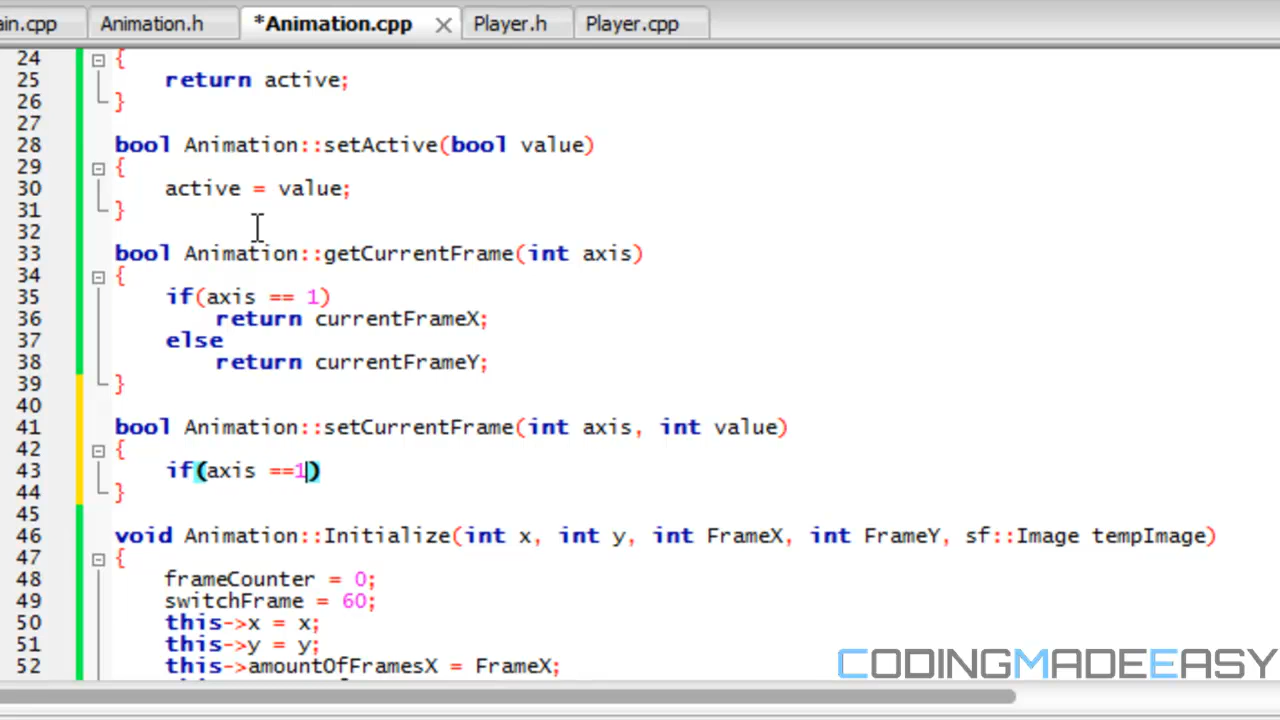 ain.cpp Animation.h *Animation.cpp Player.h Player.cpp
24 {
25 return active;
26 }
27
28 bool Animation::setActive(bool value)
29 {
30 active = value;
31 }
32
33 bool Animation::getCurrentFrame(int axis)
34 {
35 if(axis == 1)
36 return currentFrameX;
37 else
38 return currentFrameY;
39 }
40
41 bool Animation::setCurrentFrame(int axis, int value)
42 {
43 if(axis ==1)
44 }
45
46 void Animation::Initialize(int x, int y, int FrameX, int FrameY, sf::Image tempImage)
47 {
48 frameCounter = 0;
49 switchFrame = 60;
50 this->x = x;
51 this->y = y;
52 this->amountOfFramesX = FrameX;
CODINGMADEEASY